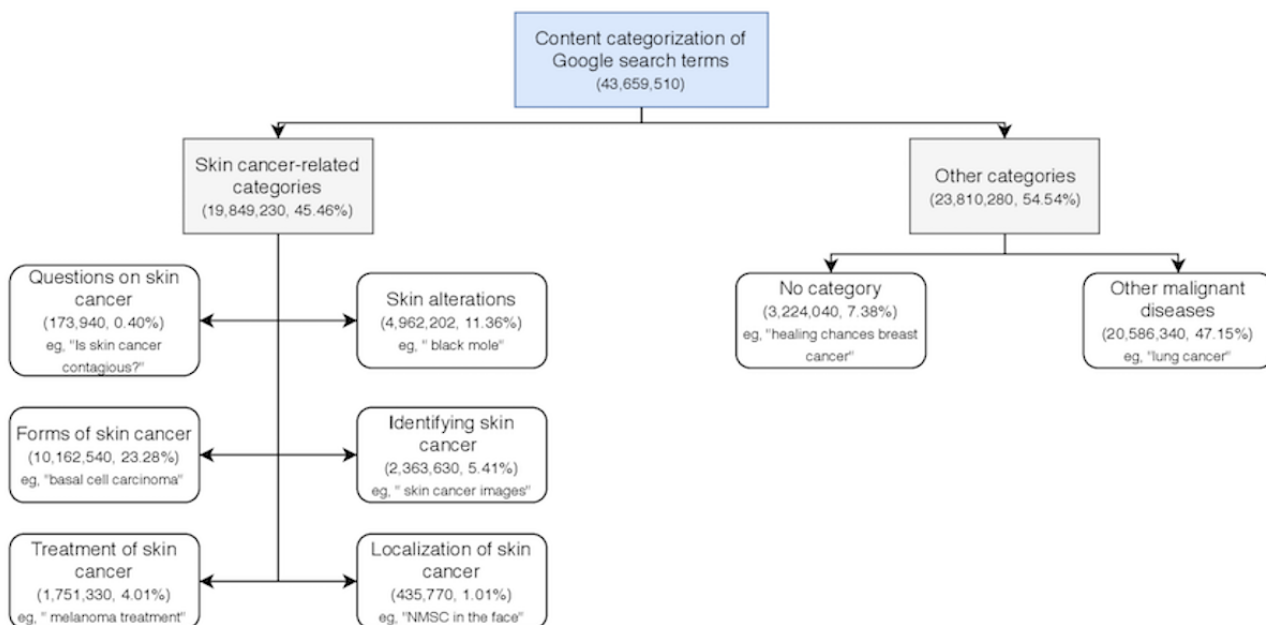 Content categorization of
Google search terms
(43,659,510)
Skin cancer-related
categories
(19,849,230, 45.46%)
Other categories
(23,810,280, 54.54%)
Questions on skin
cancer
(173,940, 0.40%)
eg, "Is skin cancer
contagious?"
Skin alterations
(4,962,202, 11.36%)
eg, " black mole"
No category
(3,224,040, 7.38%)
eg, "healing chances breast
cancer"
Other malignant
diseases
(20,586,340, 47.15%)
eg, "lung cancer"
Forms of skin cancer
(10,162,540, 23.28%)
eg, "basal cell carcinoma"
Identifying skin
cancer
(2,363,630, 5.41%)
eg, " skin cancer images"
Treatment of skin
cancer
(1,751,330, 4.01%)
eg, " melanoma treatment"
Localization of skin
cancer
(435,770, 1.01%)
eg, "NMSC in the face"